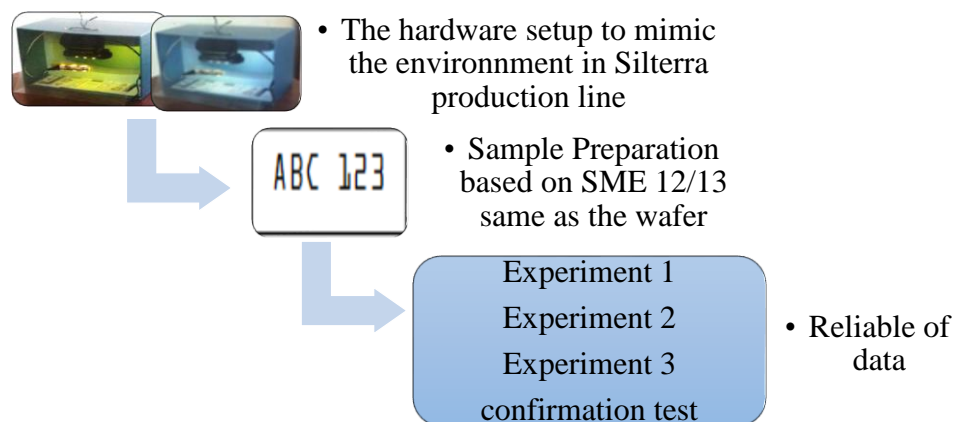 • The hardware setup to mimic
the environnment in Silterra
production line
ABC 123
• Sample Preparation
based on SME 12/13
same as the wafer
Experiment 1
Experiment 2
Experiment 3
confirmation test
• Reliable of
data